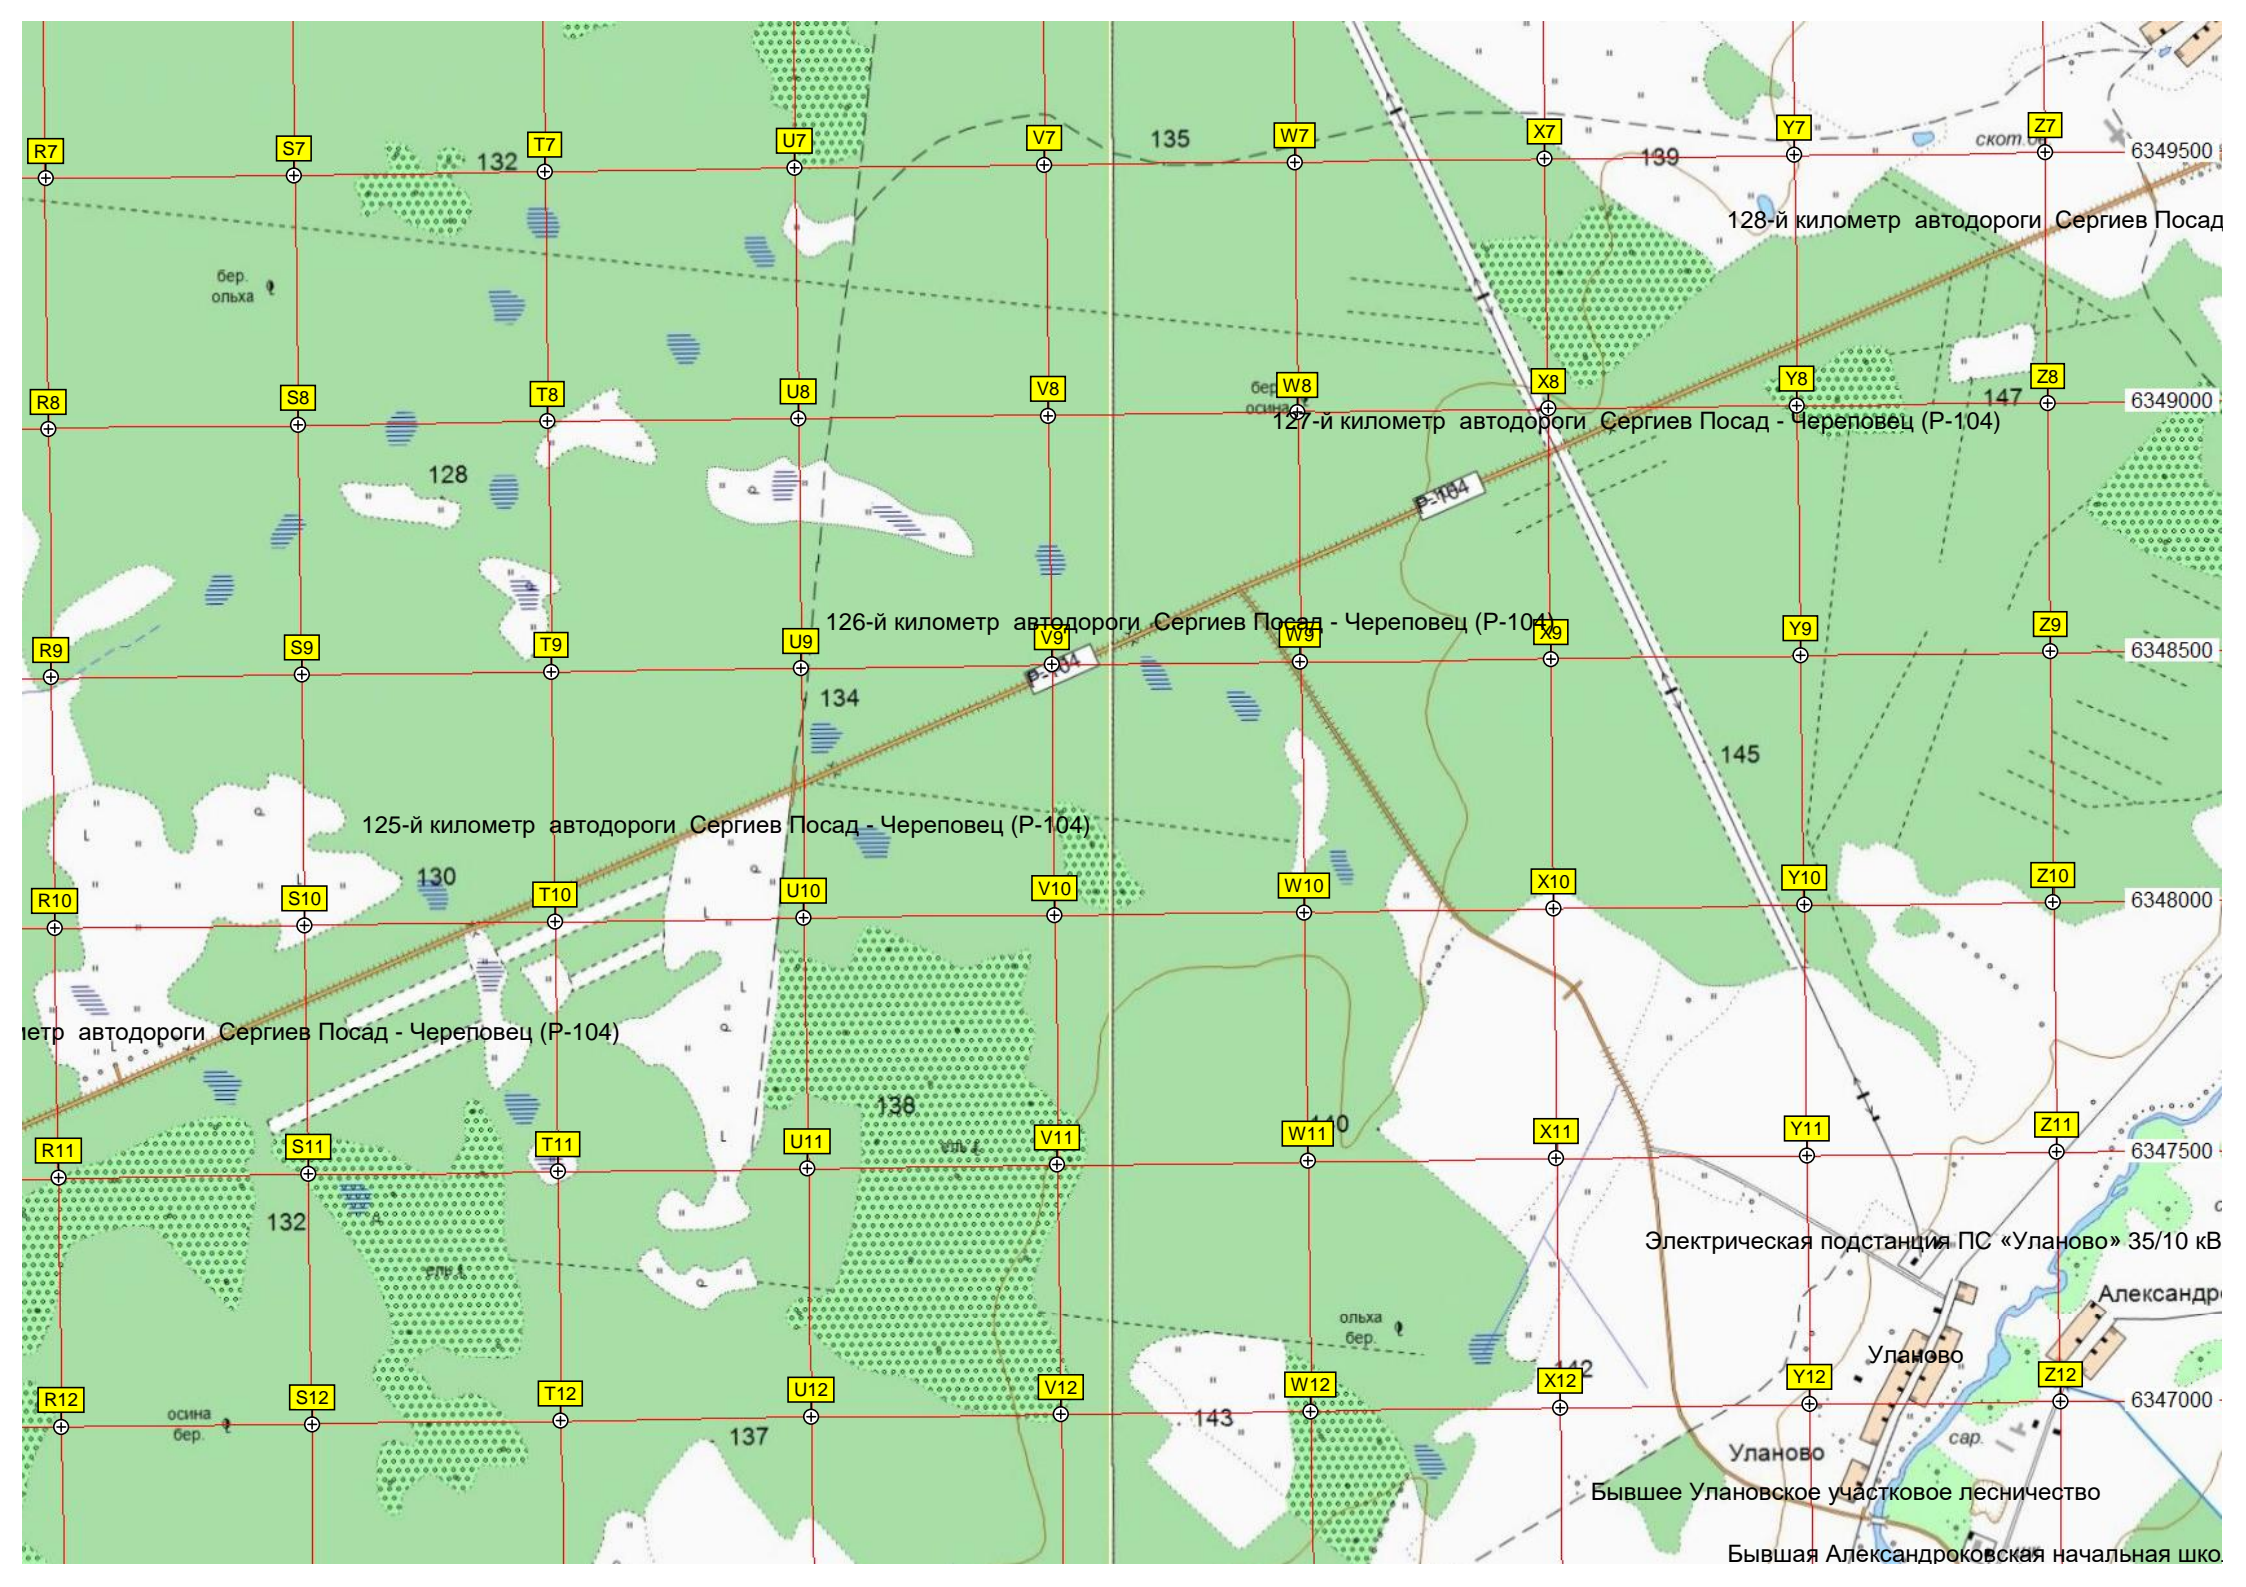 135
R7
S7
T7
U7
V7
W7
X7
Y7
Z7
132
139
6349500
128-й километр автодороги Сергиев Посад
бер.
ольха
R8
S8
T8
U8
V8
W8
X8
Y8
Z8
147
6349000
осина
127-й километр автодороги Сергиев Посад - Череповец (Р-104)
128
Р-104
126-й километр автодороги Сергиев Посад - Череповец (Р-104)
R9
S9
T9
U9
V9
W9
X9
Y9
Z9
6348500
Р-104
134
145
125-й километр автодороги Сергиев Посад - Череповец (Р-104)
130
R10
S10
T10
U10
V10
W10
X10
Y10
Z10
6348000
автодороги Сергиев Посад - Череповец (Р-104)
138
R11
S11
T11
U11
V11
W11
X11
Y11
Z11
6347500
ель
132
Электрическая подстанция ПС «Уланово» 35/10 кВ
ель
ольха
бер.
Уланово
R12
S12
T12
U12
V12
W12
X12
Y12
Z12
6347000
осина
бер.
137
143
сар.
Уланово
Бывшее Улановское участковое лесничество
Бывшая Александроковская начальная